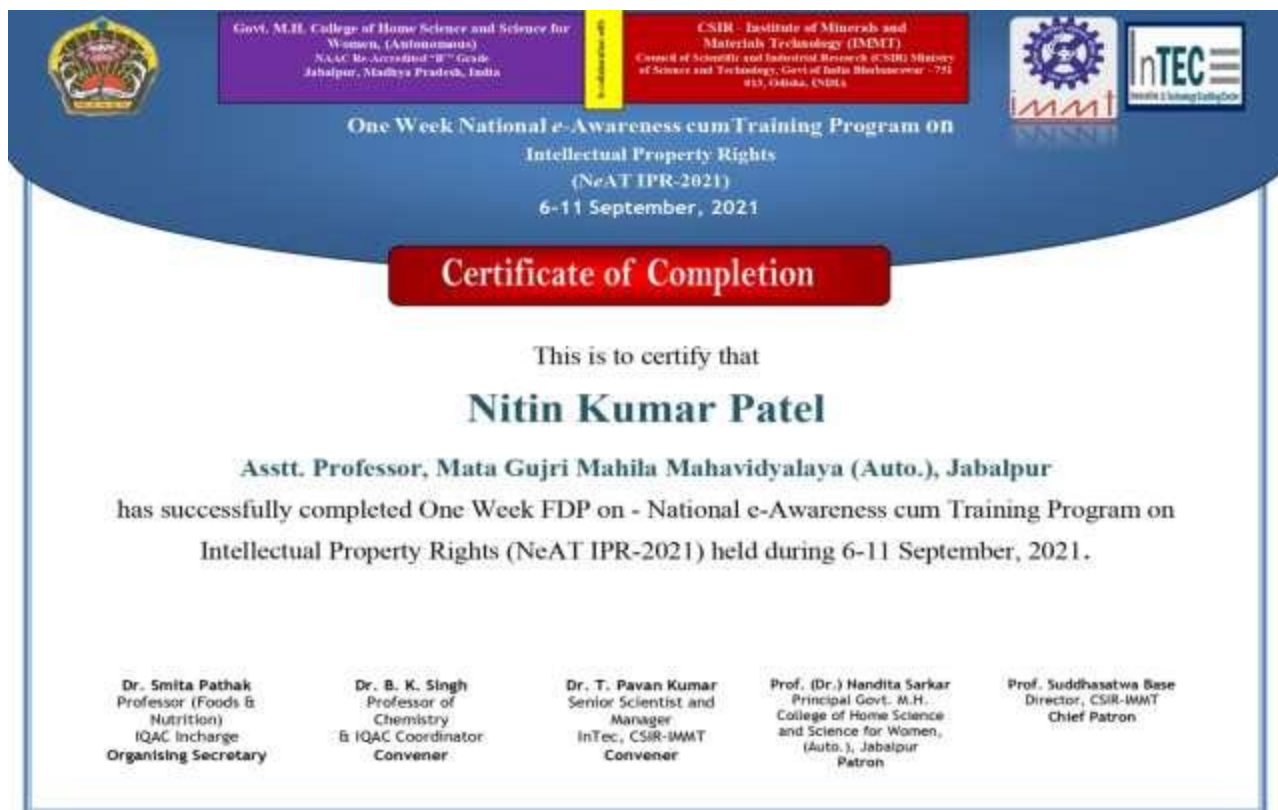 Govt. M.H. College of Home Science and Science for
Women, (Autonomous)
NAAC Re-Accredited "B" Grade
Jabalpur, Madhya Pradesh, India
CSIR - Institute of Minerals and
Materials Technology (IMMT)
Council of Scientific and Industrial Research (CSIR) Ministry
of Science and Technology, Govt of India Bhubaneswar - 751
013, Odisha, INDIA
immt
InTEC
One Week National e-Awareness cumTraining Program on
Intellectual Property Rights
(NeAT IPR-2021)
6-11 September, 2021
Certificate of Completion
This is to certify that
Nitin Kumar Patel
Asstt. Professor, Mata Gujri Mahila Mahavidyalaya (Auto.), Jabalpur
has successfully completed One Week FDP on - National e-Awareness cum Training Program on
Intellectual Property Rights (NeAT IPR-2021) held during 6-11 September, 2021.
Dr. Smita Pathak
Professor (Foods &
Nutrition)
IQAC Incharge
Organising Secretary
Dr. B. K. Singh
Professor of
Chemistry
& IQAC Coordinator
Convener
Dr. T. Pavan Kumar
Senior Scientist and
Manager
InTec, CSIR-IMMT
Convener
Prof. (Dr.) Nandita Sarkar
Principal Govt. M.H.
College of Home Science
and Science for Women,
(Auto.), Jabalpur
Patron
Prof. Suddhasatwa Base
Director, CSIR-IMMT
Chief Patron